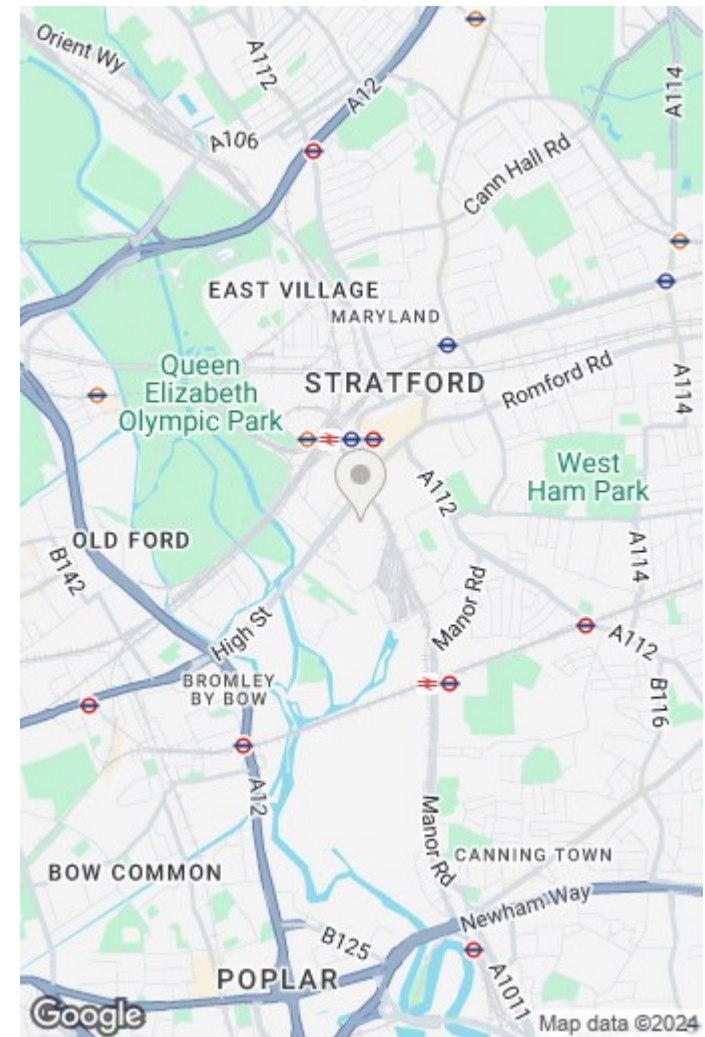 Orient Wy
A112
A12
A114
A106
Cann Hall Rd
EAST VILLAGE
MARYLAND
Queen
Elizabeth
Olympic Park
STRATFORD
Romford Rd
A114
West
Ham Park
A112
OLD FORD
B142
A114
High St
Manor Rd
A112
BROMLEY
BY BOW
B116
A12
Manor Rd
BOW COMMON
CANNING TOWN
Newham Way
B125
POPLAR
A1011
Google
Map data ©2024